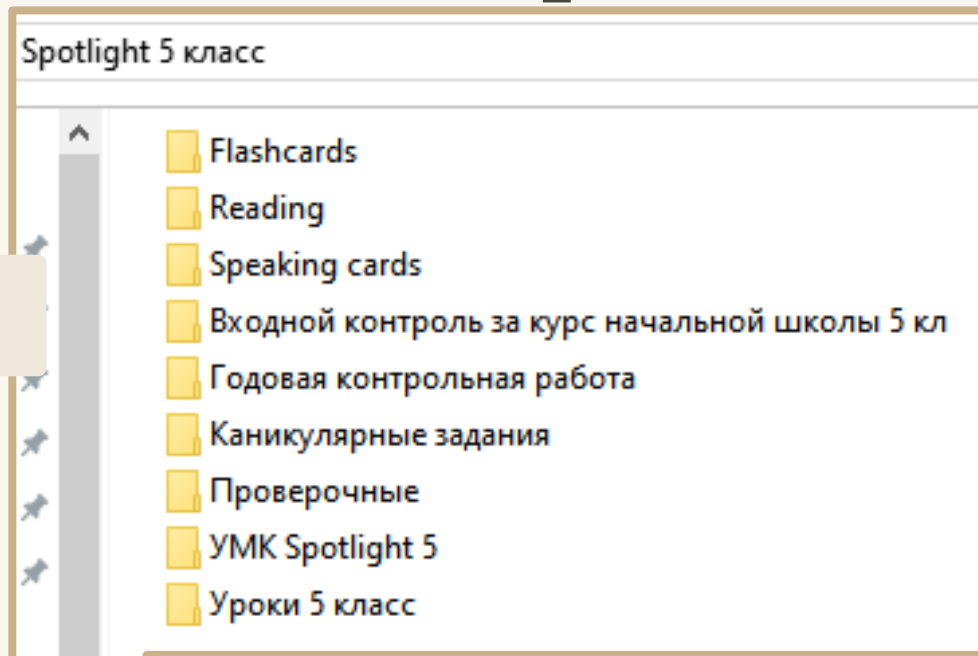 Spotlight 5 класс
Flashcards
Reading
Speaking cards
Входной контроль за курс начальной школы 5 кл
Годовая контрольная работа
Каникулярные задания
Проверочные
УМК Spotlight 5
Уроки 5 класс